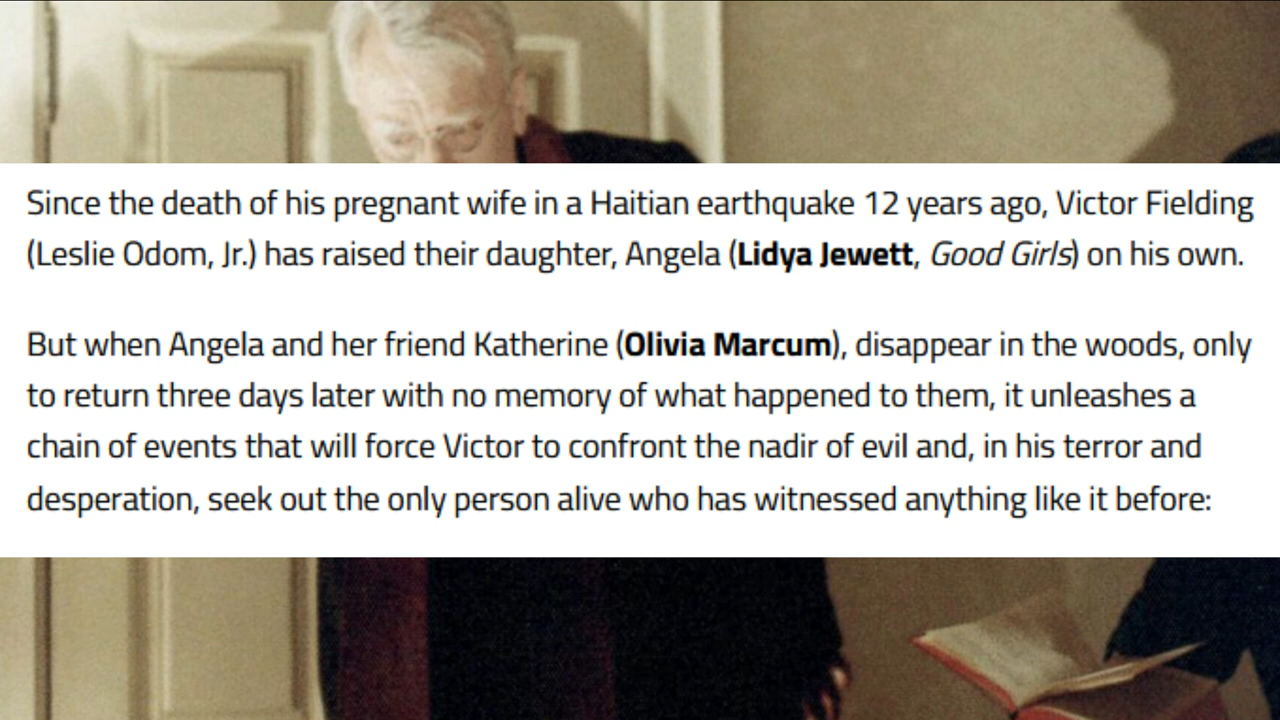 Since the death of his pregnant wife in a Haitian earthquake 12 years ago, Victor Fielding
(Leslie Odom, Jr.) has raised their daughter, Angela (Lidya Jewett, Good Girls) on his own.
But when Angela and her friend Katherine (Olivia Marcum), disappear in the woods, only
to return three days later with no memory of what happened to them, it unleashes a
chain of events that will force Victor to confront the nadir of evil and, in his terror and
desperation, seek out the only person alive who has witnessed anything like it before: